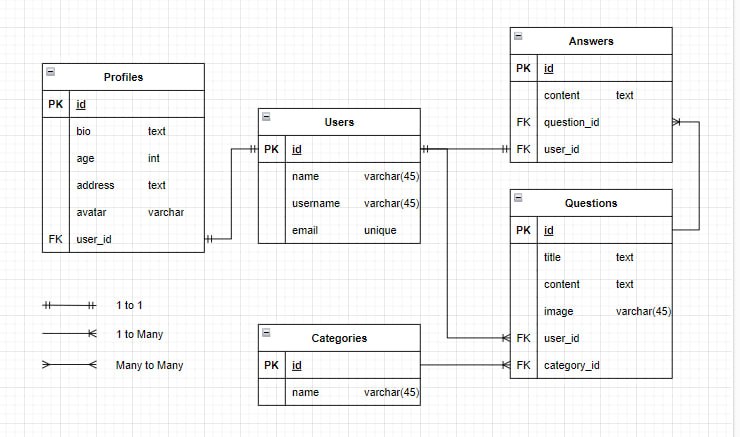 Profiles
PK id
bio text
age int
address text
avatar varchar
FK user_id
Users
PK id
name varchar(45)
username varchar(45)
email unique
Answers
PK id
content text
FK question_id
FK user_id
Questions
PK id
title text
content text
image varchar(45)
FK user_id
FK category_id
Categories
PK id
name varchar(45)
1 to 1
1 to Many
Many to Many